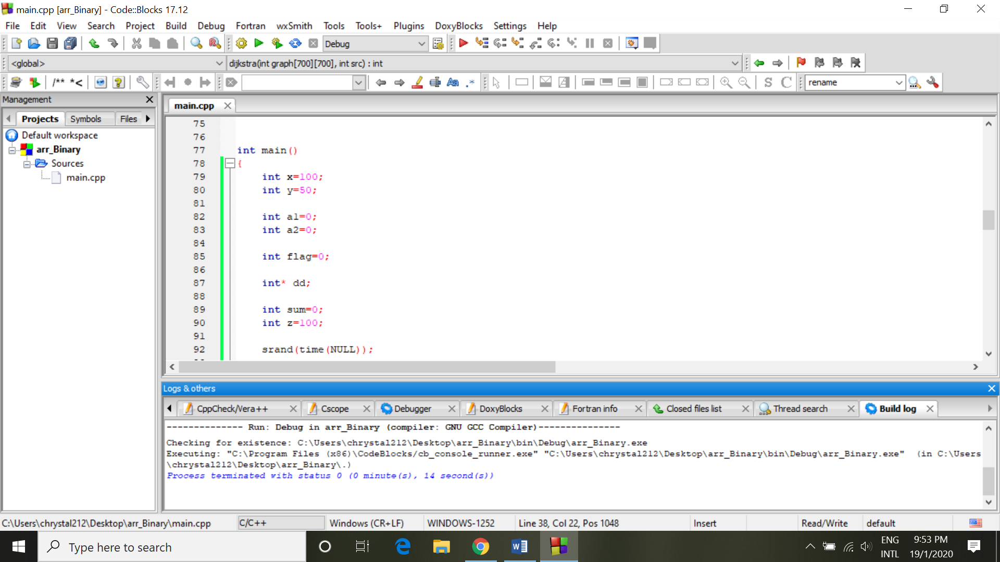 main.cpp [arr_Binary] - Code::Blocks 17.12
File Edit View Search Project Build Debug Fortran wxSmith Tools Tools+ Plugins DoxyBlocks Settings Help
Debug
<global> dijkstra(int graph[700][700], int src) : int
/** *< Aa .* S C rename
Management
main.cpp
Projects Symbols Files
Default workspace
arr_Binary
Sources
main.cpp
75
76
77 int main()
78 {
79 int x=100;
80 int y=50;
81
82 int a1=0;
83 int a2=0;
84
85 int flag=0;
86
87 int* dd;
88
89 int sum=0;
90 int z=100;
91
92 srand(time(NULL));
Logs & others
CppCheck/Vera++ Cscope Debugger DoxyBlocks Fortran info Closed files list Thread search Build log
-------------- Run: Debug in arr_Binary (compiler: GNU GCC Compiler)---------------
Checking for existence: C:\Users\chrystal212\Desktop\arr_Binary\bin\Debug\arr_Binary.exe
Executing: "C:\Program Files (x86)\CodeBlocks/cb_console_runner.exe" "C:\Users\chrystal212\Desktop\arr_Binary\bin\Debug\arr_Binary.exe"  (in C:\Users
\chrystal212\Desktop\arr_Binary\.)
Process terminated with status 0 (0 minute(s), 14 second(s))
C:\Users\chrystal212\Desktop\arr_Binary\main.cpp C/C++ Windows (CR+LF) WINDOWS-1252 Line 38, Col 22, Pos 1048 Insert Read/Write default
Type here to search
ENG
INTL
9:53 PM
19/1/2020